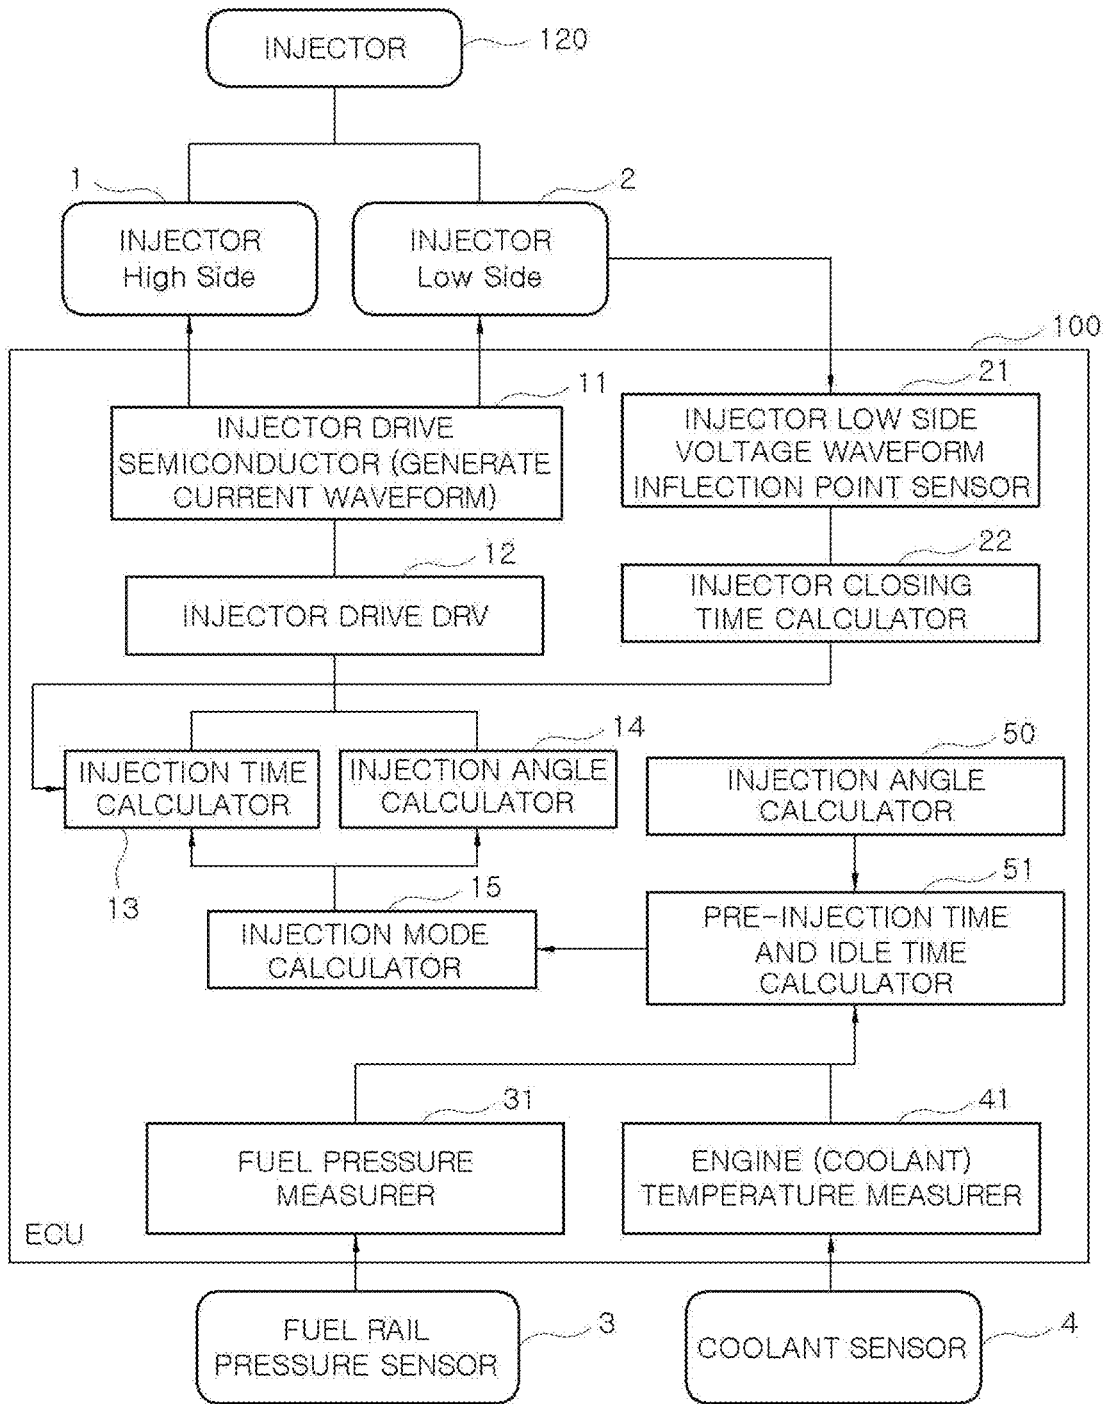 INJECTOR
120
1
2
INJECTOR
High Side
INJECTOR
Low Side
100
11
21
INJECTOR DRIVE
SEMICONDUCTOR (GENERATE
CURRENT WAVEFORM)
INJECTOR LOW SIDE
VOLTAGE WAVEFORM
INFLECTION POINT SENSOR
12
22
INJECTOR DRIVE DRV
INJECTOR CLOSING
TIME CALCULATOR
14
50
INJECTION TIME
CALCULATOR
INJECTION ANGLE
CALCULATOR
INJECTION ANGLE
CALCULATOR
13
15
51
INJECTION MODE
CALCULATOR
PRE-INJECTION TIME
AND IDLE TIME
CALCULATOR
31
41
FUEL PRESSURE
MEASURER
ENGINE (COOLANT)
TEMPERATURE MEASURER
ECU
FUEL RAIL
PRESSURE SENSOR
3
COOLANT SENSOR
4